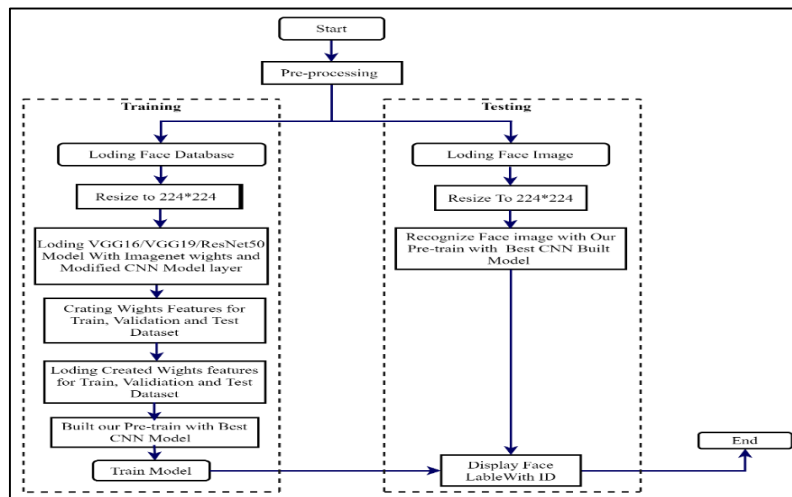 Start
Pre-processing
Training
Loding Face Database
Resize to 224*224
Loding VGG16/VGG19/ResNet50
Model With Imagenet wights and
Modified CNN Model layer
Crating Wights Features for
Train, Validation and Test
Dataset
Loding Created Wights features
for Train, Validiation and Test
Dataset
Built our Pre-train with Best
CNN Model
Train Model
Testing
Loding Face Image
Resize To 224*224
Recognize Face image with Our
Pre-train with Best CNN Built
Model
Display Face
LableWith ID
End